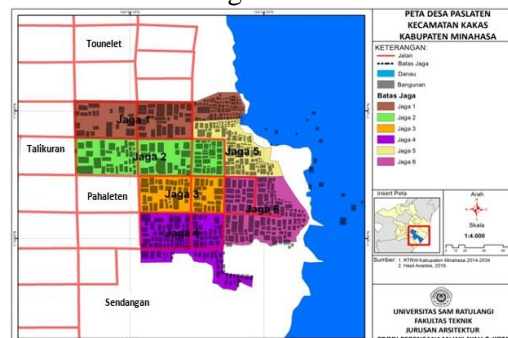 PETA DESA PASLATEN
KECAMATAN KAKAS
KABUPATEN MINAHASA
KETERANGAN:
Jalan
Batas Jaga
Danau
Bangunan
Batas Jaga
Jaga 1
Jaga 2
Jaga 3
Jaga 4
Jaga 5
Jaga 6
Insert Peta
Arah
Skala
1:4.000
Sumber: 1. RTRW Kabupaten Minahasa 2014-2034
2. Hasil Analisis, 2018
UNIVERSITAS SAM RATULANGI
FAKULTAS TEKNIK
JURUSAN ARSITEKTUR
Tounelet
Jaga 1
Talikuran
Jaga 2
Jaga 5
Pahaleten
Jaga 3
Jaga 6
Jaga 4
Sendangan